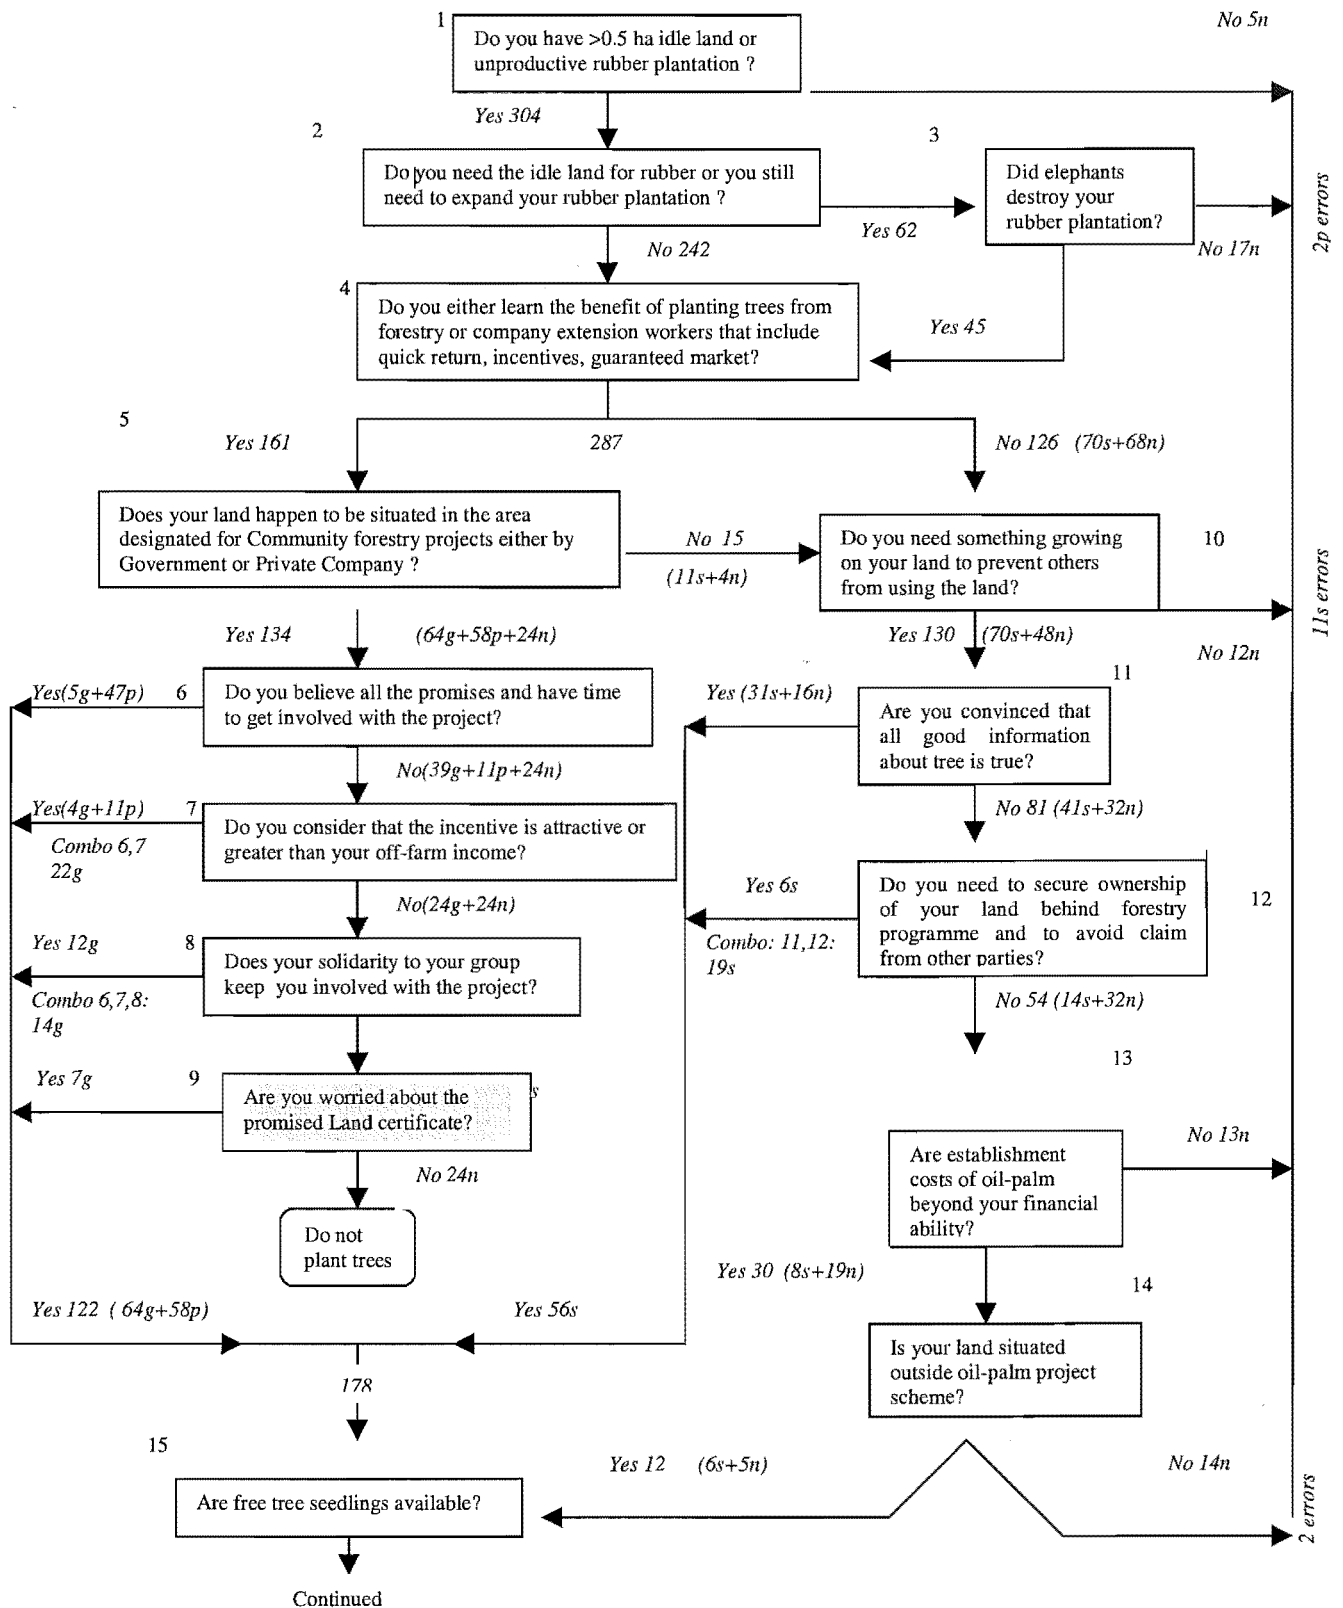 1
No 5n
Do you have >0.5 ha idle land or
unproductive rubber plantation ?
Yes 304
2
3
Do you need the idle land for rubber or you still
need to expand your rubber plantation ?
Did elephants
destroy your
rubber plantation?
2p errors
Yes 62
No 17n
No 242
4
Do you either learn the benefit of planting trees from
forestry or company extension workers that include
quick return, incentives, guaranteed market?
Yes 45
5
Yes 161
287
No 126 (70s+68n)
Does your land happen to be situated in the area
designated for Community forestry projects either by
Government or Private Company ?
No 15
(11s+4n)
Do you need something growing
on your land to prevent others
from using the land?
10
11s errors
Yes 134
(64g+58p+24n)
Yes 130 (70s+48n)
No 12n
Yes(5g+47p)
6
Do you believe all the promises and have time
to get involved with the project?
Yes (31s+16n)
11
Are you convinced that
all good information
about tree is true?
No(39g+11p+24n)
Yes(4g+11p)
7
Combo 6,7
22g
Do you consider that the incentive is attractive or
greater than your off-farm income?
No 81 (41s+32n)
Yes 6s
Combo: 11,12:
19s
Do you need to secure ownership
of your land behind forestry
programme and to avoid claim
from other parties?
12
No(24g+24n)
Yes 12g
8
Combo 6,7,8:
14g
Does your solidarity to your group
keep you involved with the project?
No 54 (14s+32n)
13
Yes 7g
9
Are you worried about the
promised Land certificate?
s
No 24n
Are establishment
costs of oil-palm
beyond your financial
ability?
No 13n
Do not
plant trees
Yes 30 (8s+19n)
14
Yes 122 ( 64g+58p)
Yes 56s
Is your land situated
outside oil-palm project
scheme?
178
15
Yes 12 (6s+5n)
No 14n
Are free tree seedlings available?
2 errors
Continued